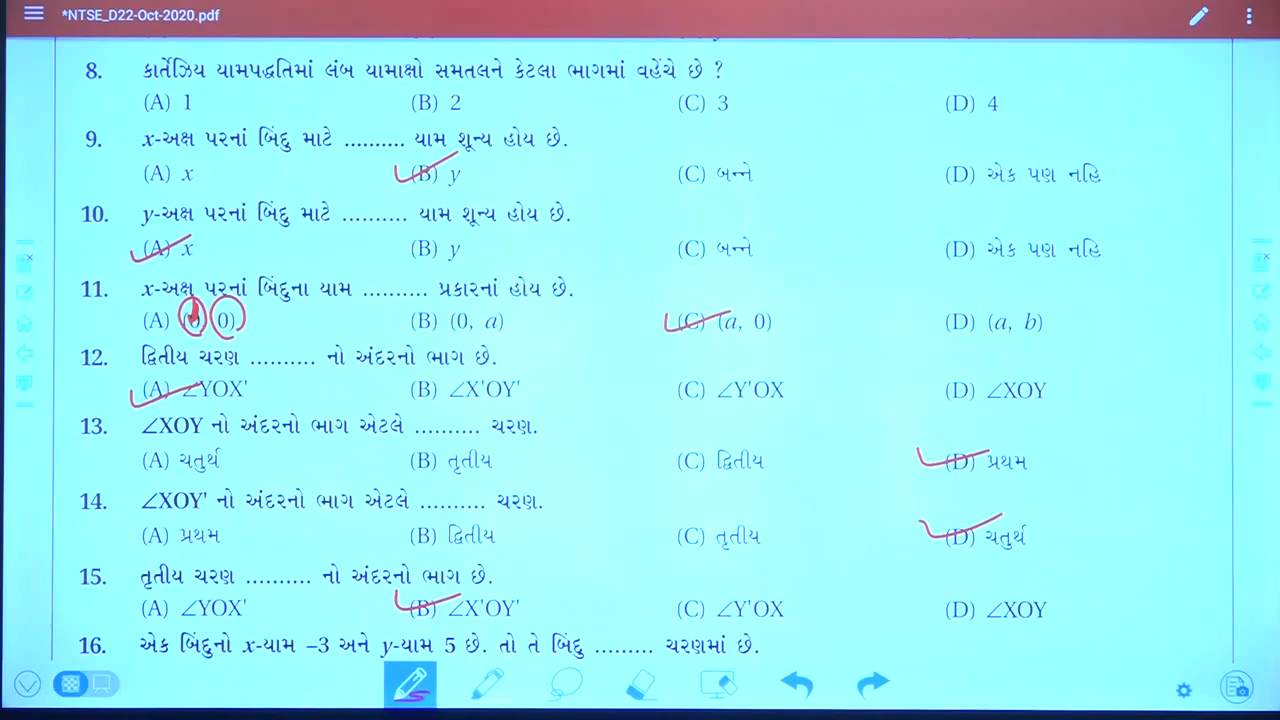 *NTSE_D22-Oct-2020.pdf
8. કાર્તેઝિય યામપદ્ધતિમાં લંબ યામાક્ષો સમતલને કેટલા ભાગમાં વહેંચે છે ?
(A) 1 (B) 2 (C) 3 (D) 4
9. x-અક્ષ પરનાં બિંદુ માટે .......... યામ શૂન્ય હોય છે.
(A) x (B) y (C) બન્ને (D) એક પણ નહિ
10. y-અક્ષ પરનાં બિંદુ માટે .......... યામ શૂન્ય હોય છે.
(A) x (B) y (C) બન્ને (D) એક પણ નહિ
11. x-અક્ષ પરનાં બિંદુના યામ .......... પ્રકારનાં હોય છે.
(A) (0, 0) (B) (0, a) (C) (a, 0) (D) (a, b)
12. દ્વિતીય ચરણ .......... નો અંદરનો ભાગ છે.
(A) ∠YOX' (B) ∠X'OY' (C) ∠Y'OX (D) ∠XOY
13. ∠XOY નો અંદરનો ભાગ એટલે .......... ચરણ.
(A) ચતુર્થ (B) તૃતીય (C) દ્વિતીય (D) પ્રથમ
14. ∠XOY' નો અંદરનો ભાગ એટલે .......... ચરણ.
(A) પ્રથમ (B) દ્વિતીય (C) તૃતીય (D) ચતુર્થ
15. તૃતીય ચરણ .......... નો અંદરનો ભાગ છે.
(A) ∠YOX' (B) ∠X'OY' (C) ∠Y'OX (D) ∠XOY
16. એક બિંદુનો x-યામ –3 અને y-યામ 5 છે. તો તે બિંદુ ......... ચરણમાં છે.